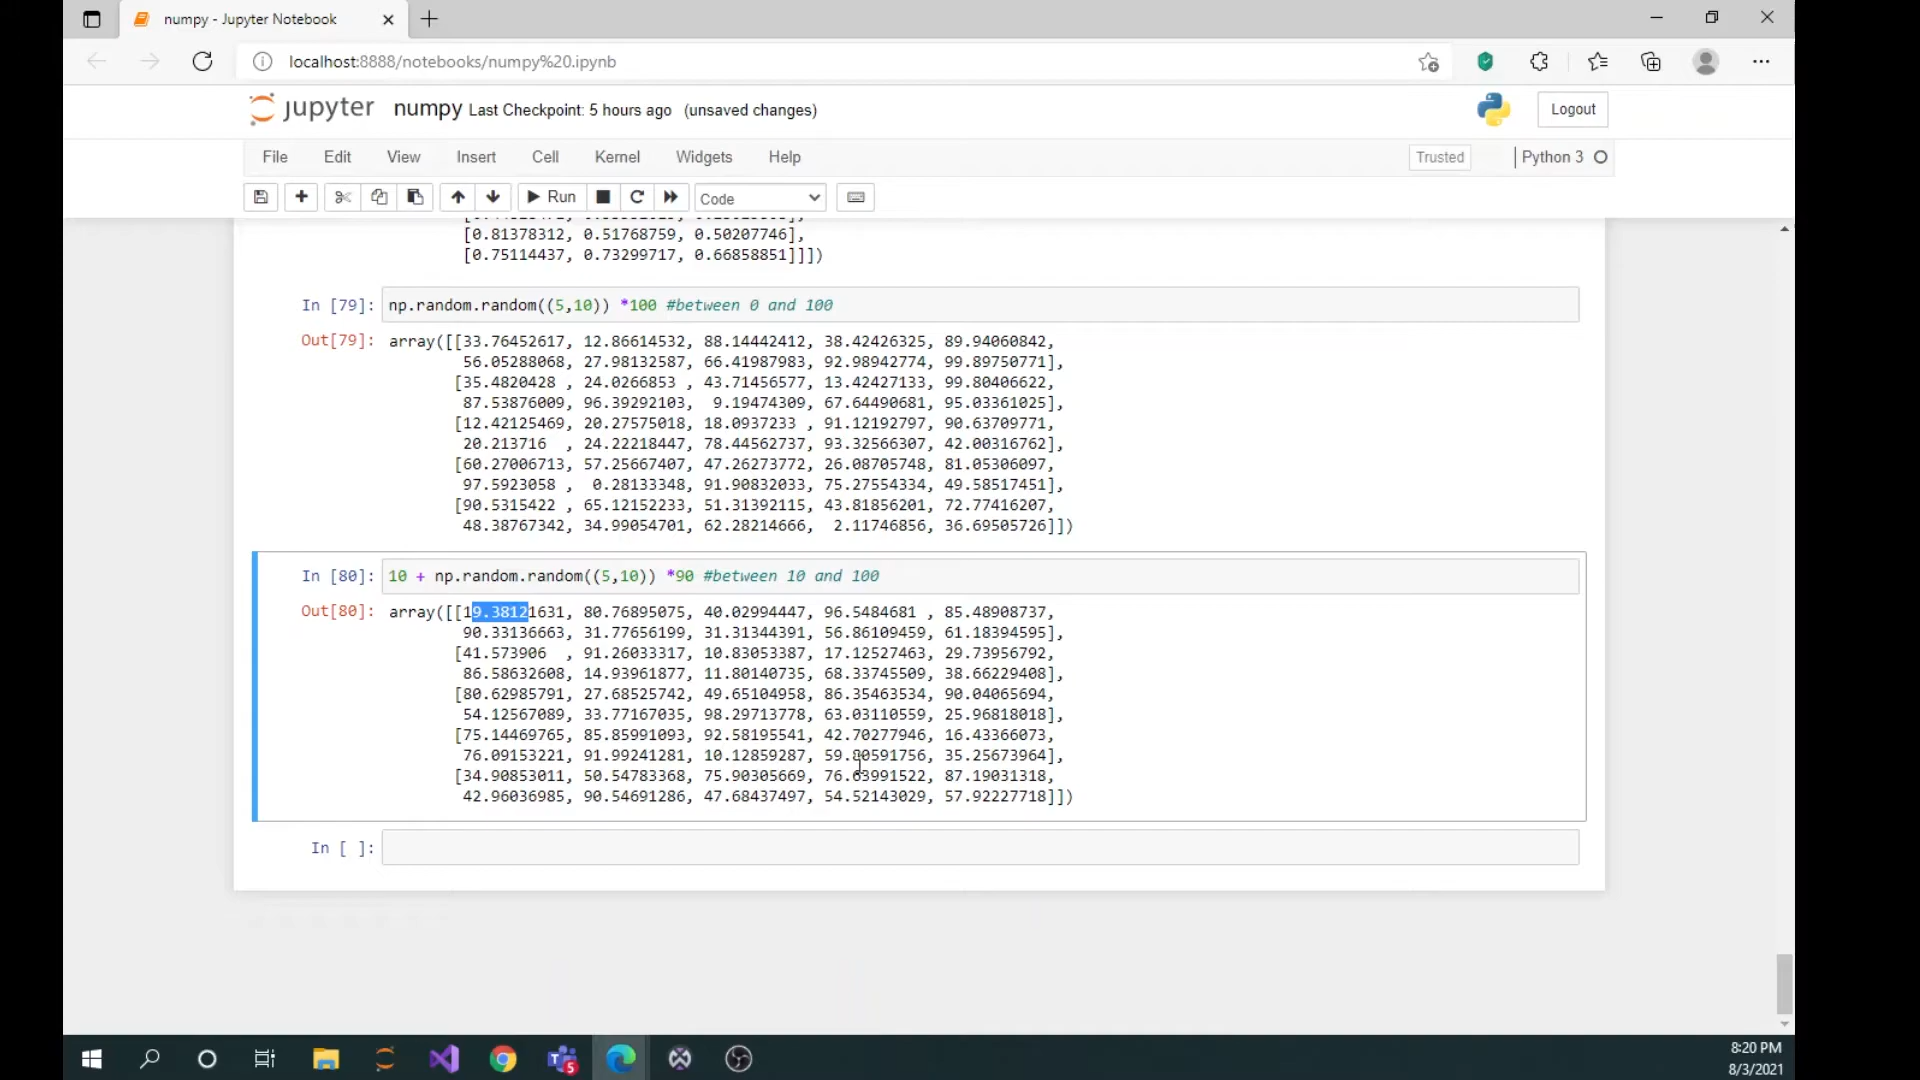 numpy - Jupyter Notebook
localhost:8888/notebooks/numpy%20.ipynb
jupyter numpy Last Checkpoint: 5 hours ago (unsaved changes)
Logout
File Edit View Insert Cell Kernel Widgets Help
Trusted Python 3
Run Code
[0.81378312, 0.51768759, 0.50207746],
[0.75114437, 0.73299717, 0.66858851]]])
In [79]: np.random.random((5,10)) *100 #between 0 and 100
Out[79]: array([[33.76452617, 12.86614532, 88.14442412, 38.42426325, 89.94060842,
56.05288068, 27.98132587, 66.41987983, 92.98942774, 99.89750771],
[35.4820428 , 24.0266853 , 43.71456577, 13.42427133, 99.80406622,
87.53876009, 96.39292103, 9.19474309, 67.64490681, 95.03361025],
[12.42125469, 20.27575018, 18.0937233 , 91.12192797, 90.63709771,
20.213716 , 24.22218447, 78.44562737, 93.32566307, 42.00316762],
[60.27006713, 57.25667407, 47.26273772, 26.08705748, 81.05306097,
97.5923058 , 0.28133348, 91.90832033, 75.27554334, 49.58517451],
[90.5315422 , 65.12152233, 51.31392115, 43.81856201, 72.77416207,
48.38767342, 34.99054701, 62.28214666, 2.11746856, 36.69505726]])
In [80]: 10 + np.random.random((5,10)) *90 #between 10 and 100
Out[80]: array([[19.38121631, 80.76895075, 40.02994447, 96.5484681 , 85.48908737,
90.33136663, 31.77656199, 31.31344391, 56.86109459, 61.18394595],
[41.573906 , 91.26033317, 10.83053387, 17.12527463, 29.73956792,
86.58632608, 14.93961877, 11.80140735, 68.33745509, 38.66229408],
[80.62985791, 27.68525742, 49.65104958, 86.35463534, 90.04065694,
54.12567089, 33.77167035, 98.29713778, 63.03110559, 25.96818018],
[75.14469765, 85.85991093, 92.58195541, 42.70277946, 16.43366073,
76.09153221, 91.99241281, 10.12859287, 35.25673964],
[34.90853011, 50.54783368, 75.90305669, 87.19031318,
42.96036985, 90.54691286, 47.68437497, 54.52143029, 57.92227718]])
In [ ]:
5
8:20 PM
8/3/2021